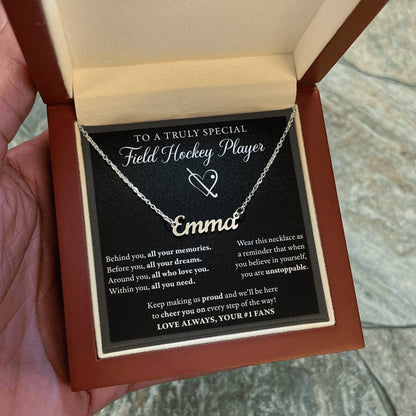 TO A TRULY SPECIAL
Field Hockey Player
Emma
Behind you, all your memories.
Before you, all your dreams.
Around you, all who love you.
Within you, all you need.
Wear this necklace as
a reminder that when
you believe in yourself,
you are unstoppable.
Keep making us proud and we'll be here
to cheer you on every step of the way!
LOVE ALWAYS, YOUR #1 FANS